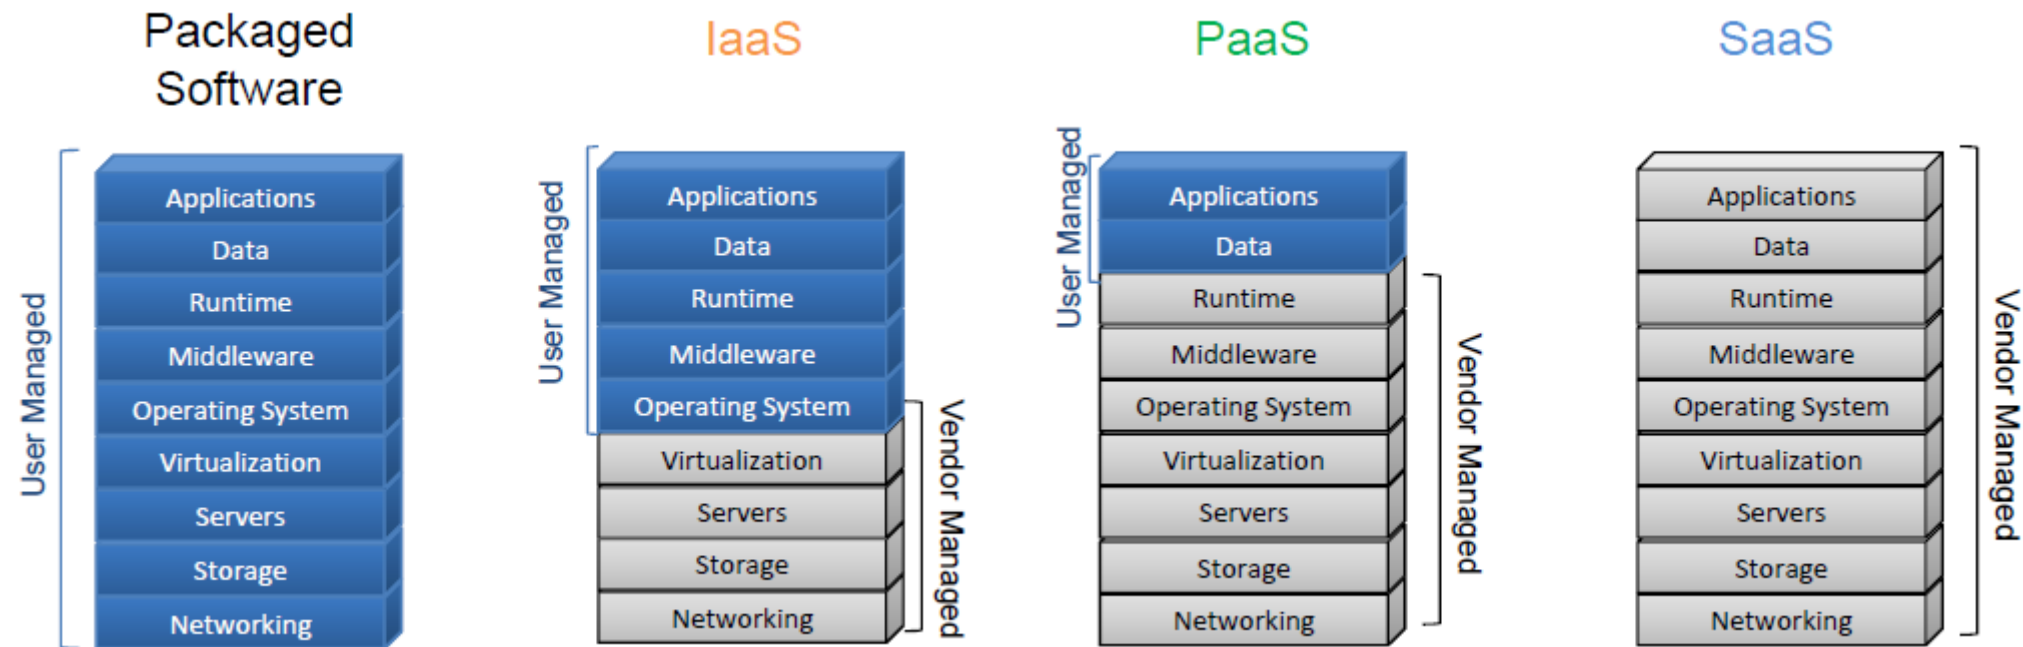 Packaged
Software
User Managed
Applications
Data
Runtime
Middleware
Operating System
Virtualization
Servers
Storage
Networking
IaaS
User Managed
Applications
Data
Runtime
Middleware
Operating System
Virtualization
Servers
Storage
Networking
Vendor Managed
PaaS
User Managed
Applications
Data
Runtime
Middleware
Operating System
Virtualization
Servers
Storage
Networking
Vendor Managed
SaaS
Applications
Data
Runtime
Middleware
Operating System
Virtualization
Servers
Storage
Networking
Vendor Managed